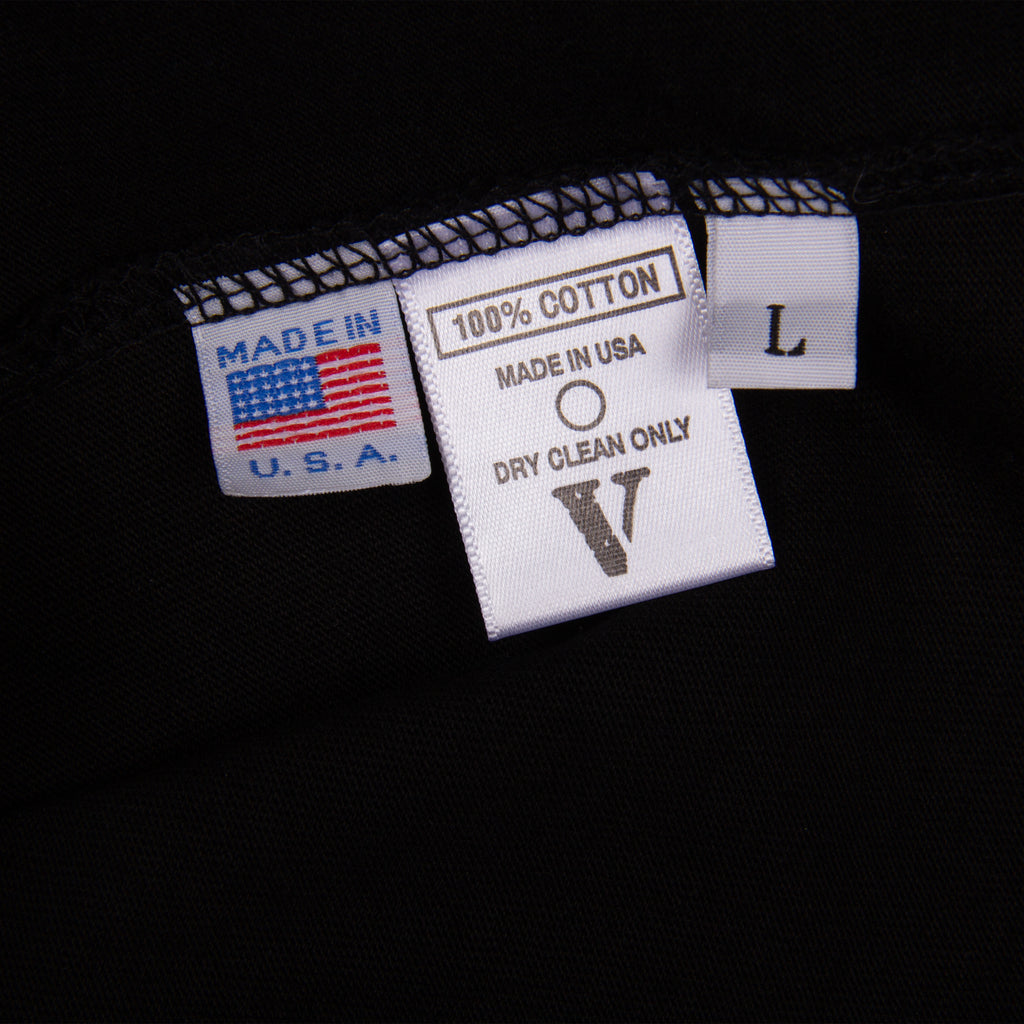 MADE IN
U. S. A.
100% COTTON
MADE IN USA
DRY CLEAN ONLY
V
L